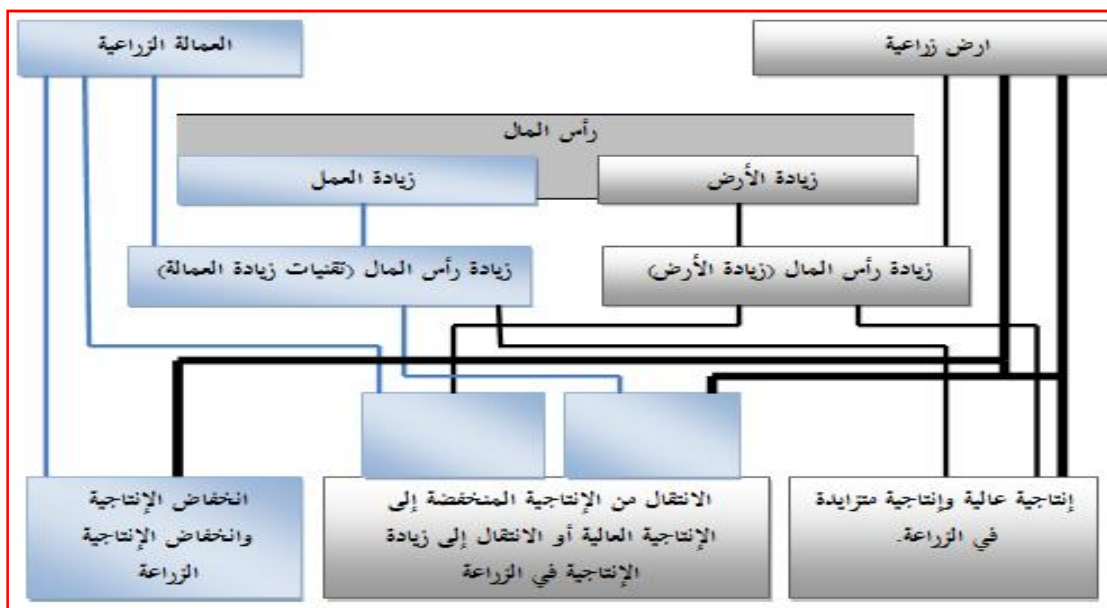 ارض زراعية
العمالة الزراعية
رأس المال
زيادة الأرض
زيادة العمل
زيادة رأس المال (زيادة الأرض)
زيادة رأس المال (تقنيات زيادة العمالة)
إنتاجية عالية وإنتاجية متزايدة
في الزراعة.
الانتقال من الإنتاجية المنخفضة إلى
الإنتاجية العالية أو الانتقال إلى زيادة
الإنتاجية في الزراعة
انخفاض الإنتاجية
وانخفاض الإنتاجية
الزراعة